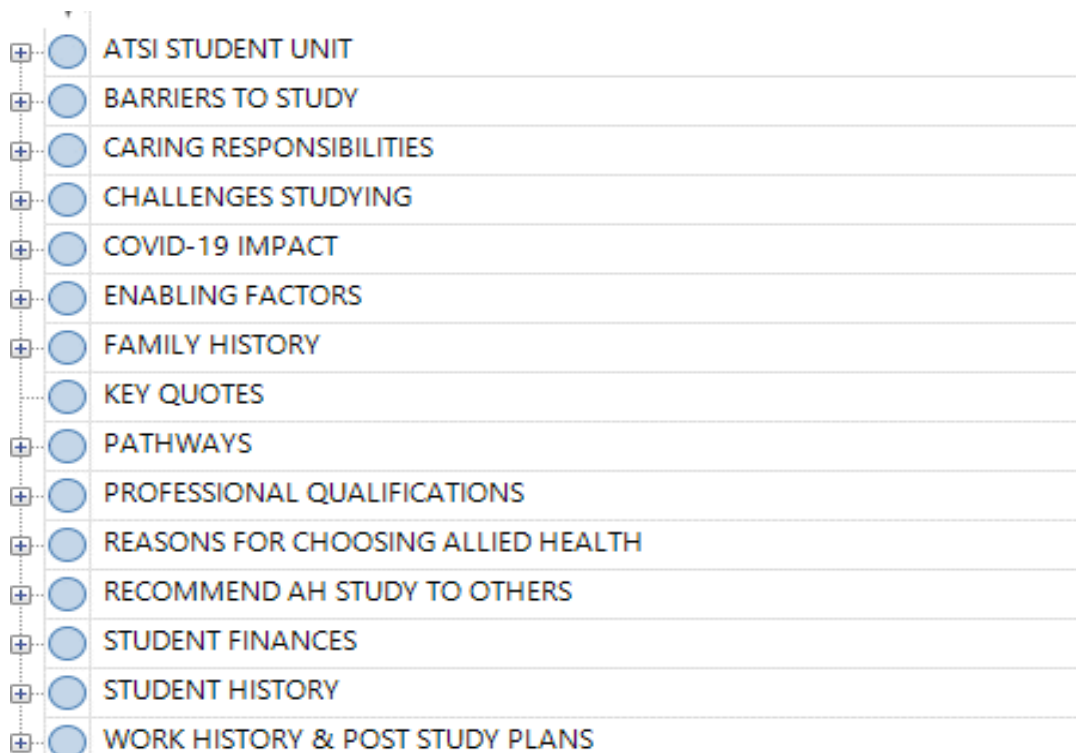 ATSI STUDENT UNIT
BARRIERS TO STUDY
CARING RESPONSIBILITIES
CHALLENGES STUDYING
COVID-19 IMPACT
ENABLING FACTORS
FAMILY HISTORY
KEY QUOTES
PATHWAYS
PROFESSIONAL QUALIFICATIONS
REASONS FOR CHOOSING ALLIED HEALTH
RECOMMEND AH STUDY TO OTHERS
STUDENT FINANCES
STUDENT HISTORY
WORK HISTORY & POST STUDY PLANS